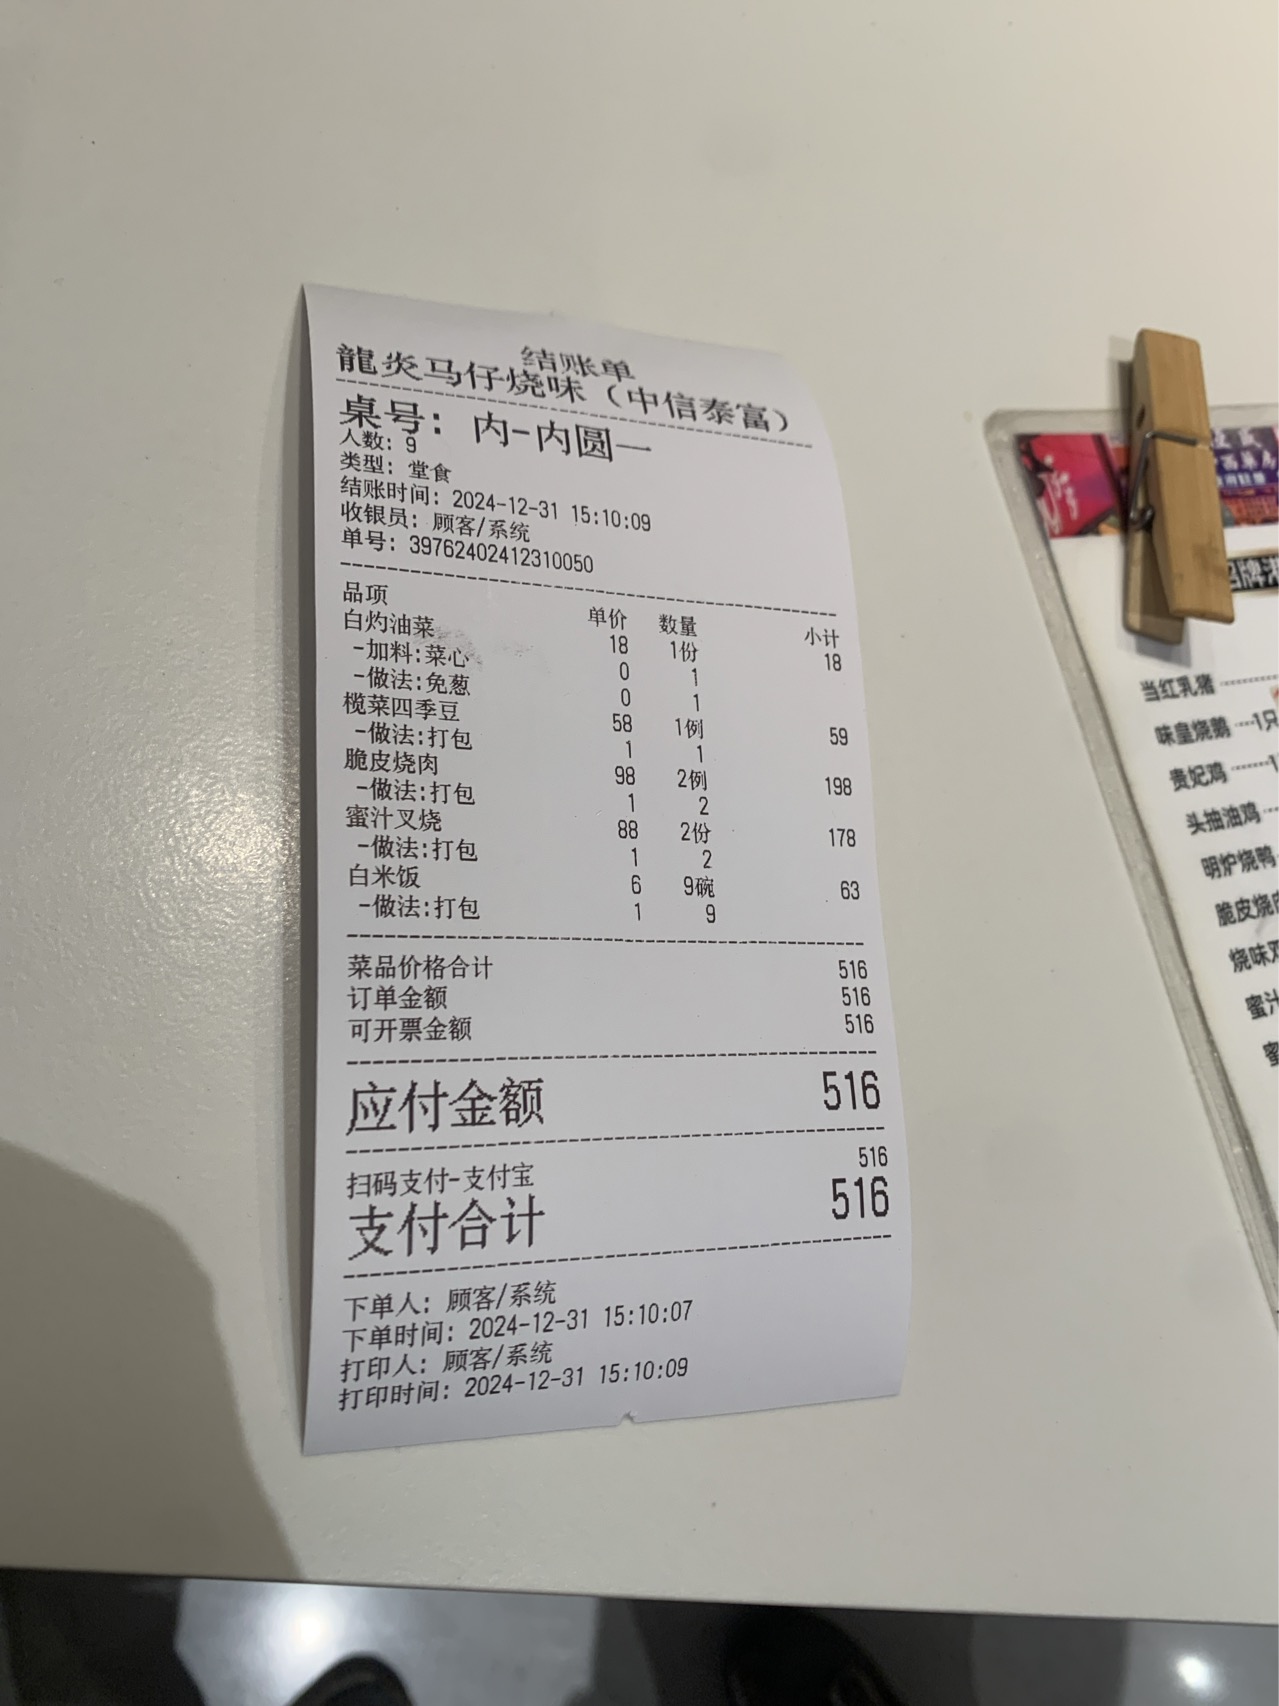 结账单
龍炎马仔烧味（中信泰富）
桌号: 内-内圆一
人数: 9
类型: 堂食
结账时间: 2024-12-31 15:10:09
收银员: 顾客/系统
单号: 39762402412310050
品项 单价 数量 小计
白灼油菜 18 1份 18
-加料:菜心 0 1
-做法:免葱 0 1
榄菜四季豆 58 1例 59
-做法:打包 1 1
脆皮烧肉 98 2例 198
-做法:打包 1 2
蜜汁叉烧 88 2份 178
-做法:打包 1 2
白米饭 6 9碗 63
-做法:打包 1 9
菜品价格合计 516
订单金额 516
可开票金额 516
应付金额 516
扫码支付-支付宝 516
支付合计 516
下单人: 顾客/系统
下单时间: 2024-12-31 15:10:07
打印人: 顾客/系统
打印时间: 2024-12-31 15:10:09
当红乳猪
味皇烧鹅 1只
贵妃鸡 1
头抽油鸡
明炉烧鸭
脆皮烧
烧味
蜜汁